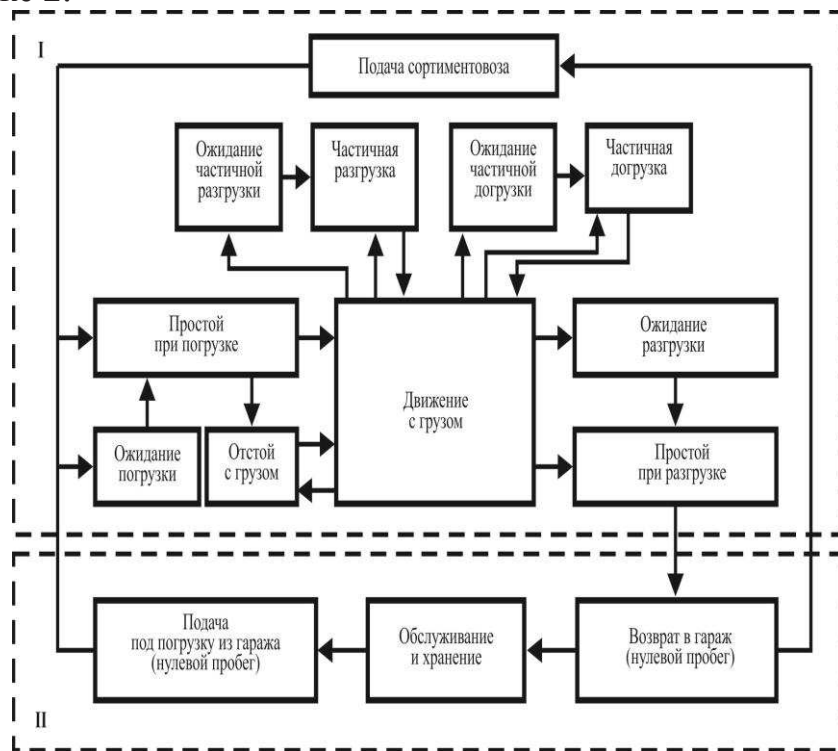 I
Подача сортиментовоза
Ожидание
частичной
разгрузки
Частичная
разгрузка
Ожидание
частичной
догрузки
Частичная
догрузка
Простой
при погрузке
Ожидание
разгрузки
Движение
с грузом
Ожидание
погрузки
Отстой
с грузом
Простой
при разгрузке
Подача
под погрузку из гаража
(нулевой пробег)
Обслуживание
и хранение
Возврат в гараж
(нулевой пробег)
II